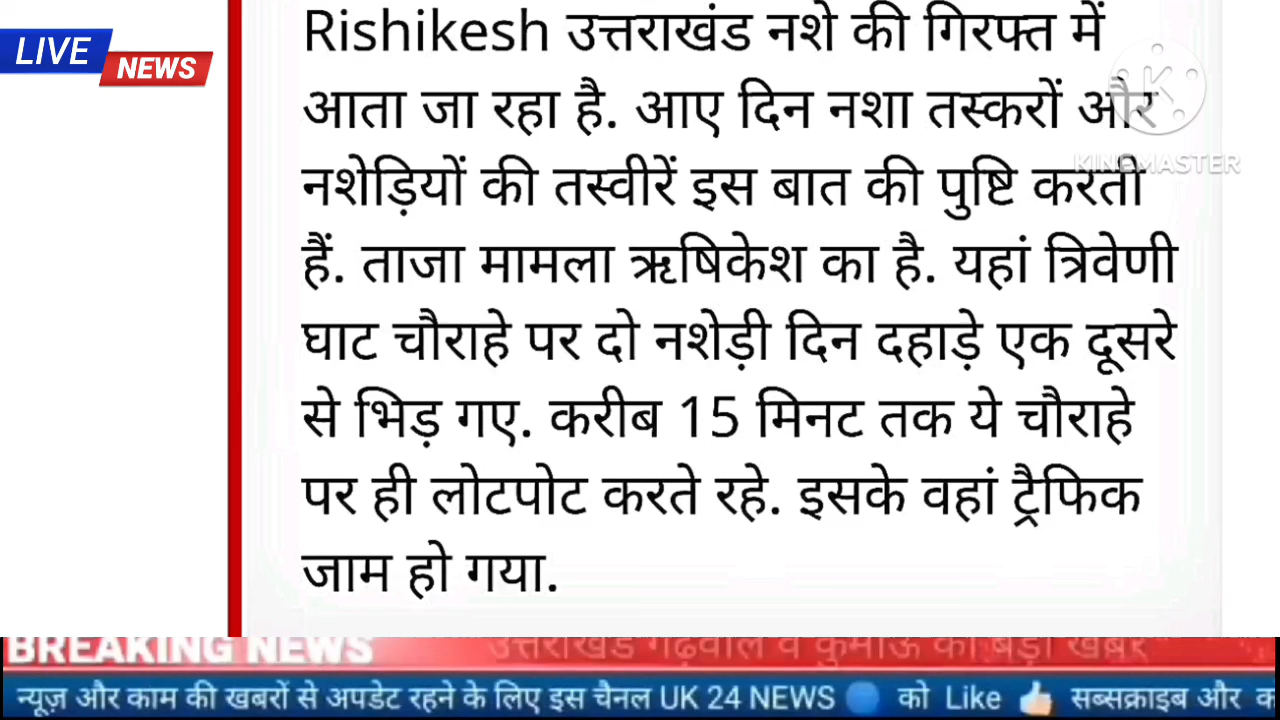 LIVE
NEWS
Rishikesh उत्तराखंड नशे की गिरफ्त में
आता जा रहा है. आए दिन नशा तस्करों और
नशेड़ियों की तस्वीरें इस बात की पुष्टि करती
हैं. ताजा मामला ऋषिकेश का है. यहां त्रिवेणी
घाट चौराहे पर दो नशेड़ी दिन दहाड़े एक दूसरे
से भिड़ गए. करीब 15 मिनट तक ये चौराहे
पर ही लोटपोट करते रहे. इसके वहां ट्रैफिक
जाम हो गया.
KINEMASTER
BREAKING NEWS उत्तराखंड गढ़वाल व कुमाऊं की बड़ी खबर
न्यूज़ और काम की खबरों से अपडेट रहने के लिए इस चैनल UK 24 NEWS 🔵 को Like 👍 सब्सक्राइब और